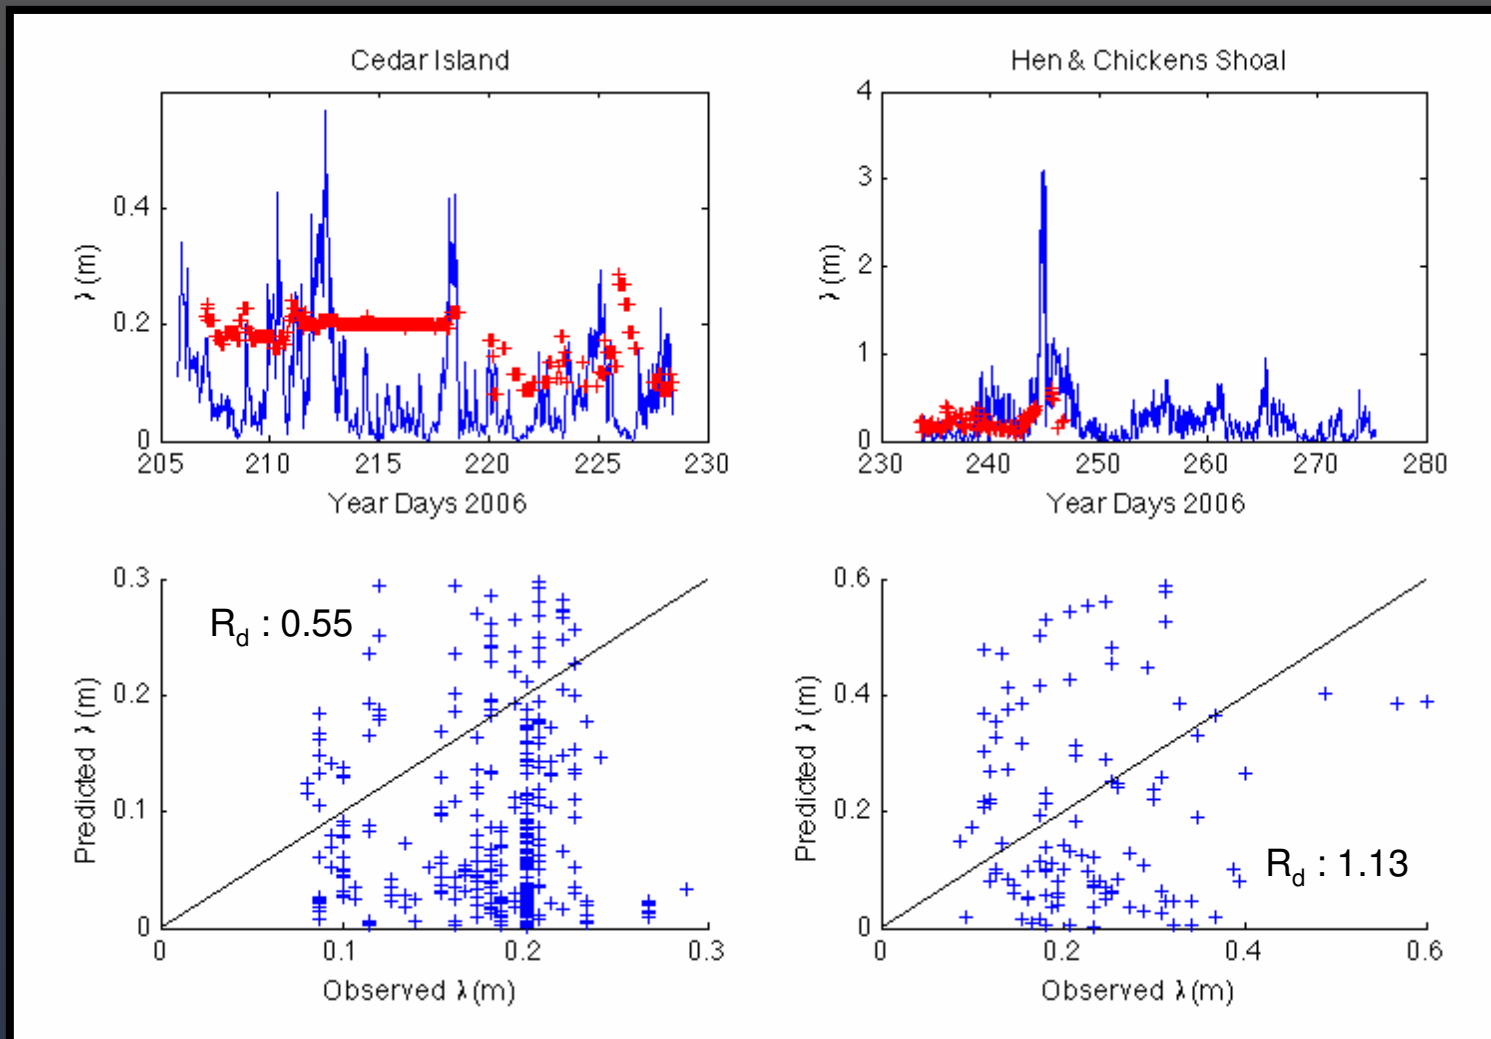 Cedar Island
0.4
0.2
0
λ (m)
205 210 215 220 225 230
Year Days 2006
Hen & Chickens Shoal
4
3
2
1
0
λ (m)
230 240 250 260 270 280
Year Days 2006
0.3
0.2
0.1
0
Predicted λ (m)
Rd : 0.55
0 0.1 0.2 0.3
Observed λ (m)
0.6
0.4
0.2
0
Predicted λ (m)
Rd : 1.13
0 0.2 0.4 0.6
Observed λ (m)